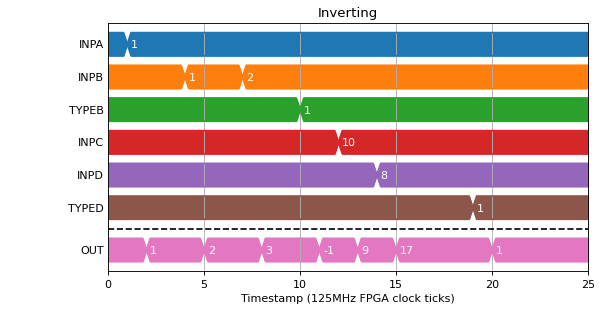 Inverting
INPA 1
INPB 1 2
TYPEB 1
INPC 10
INPD 8
TYPED 1
OUT 1 2 3 -1 9 17 1
0 5 10 15 20 25
Timestamp (125MHz FPGA clock ticks)